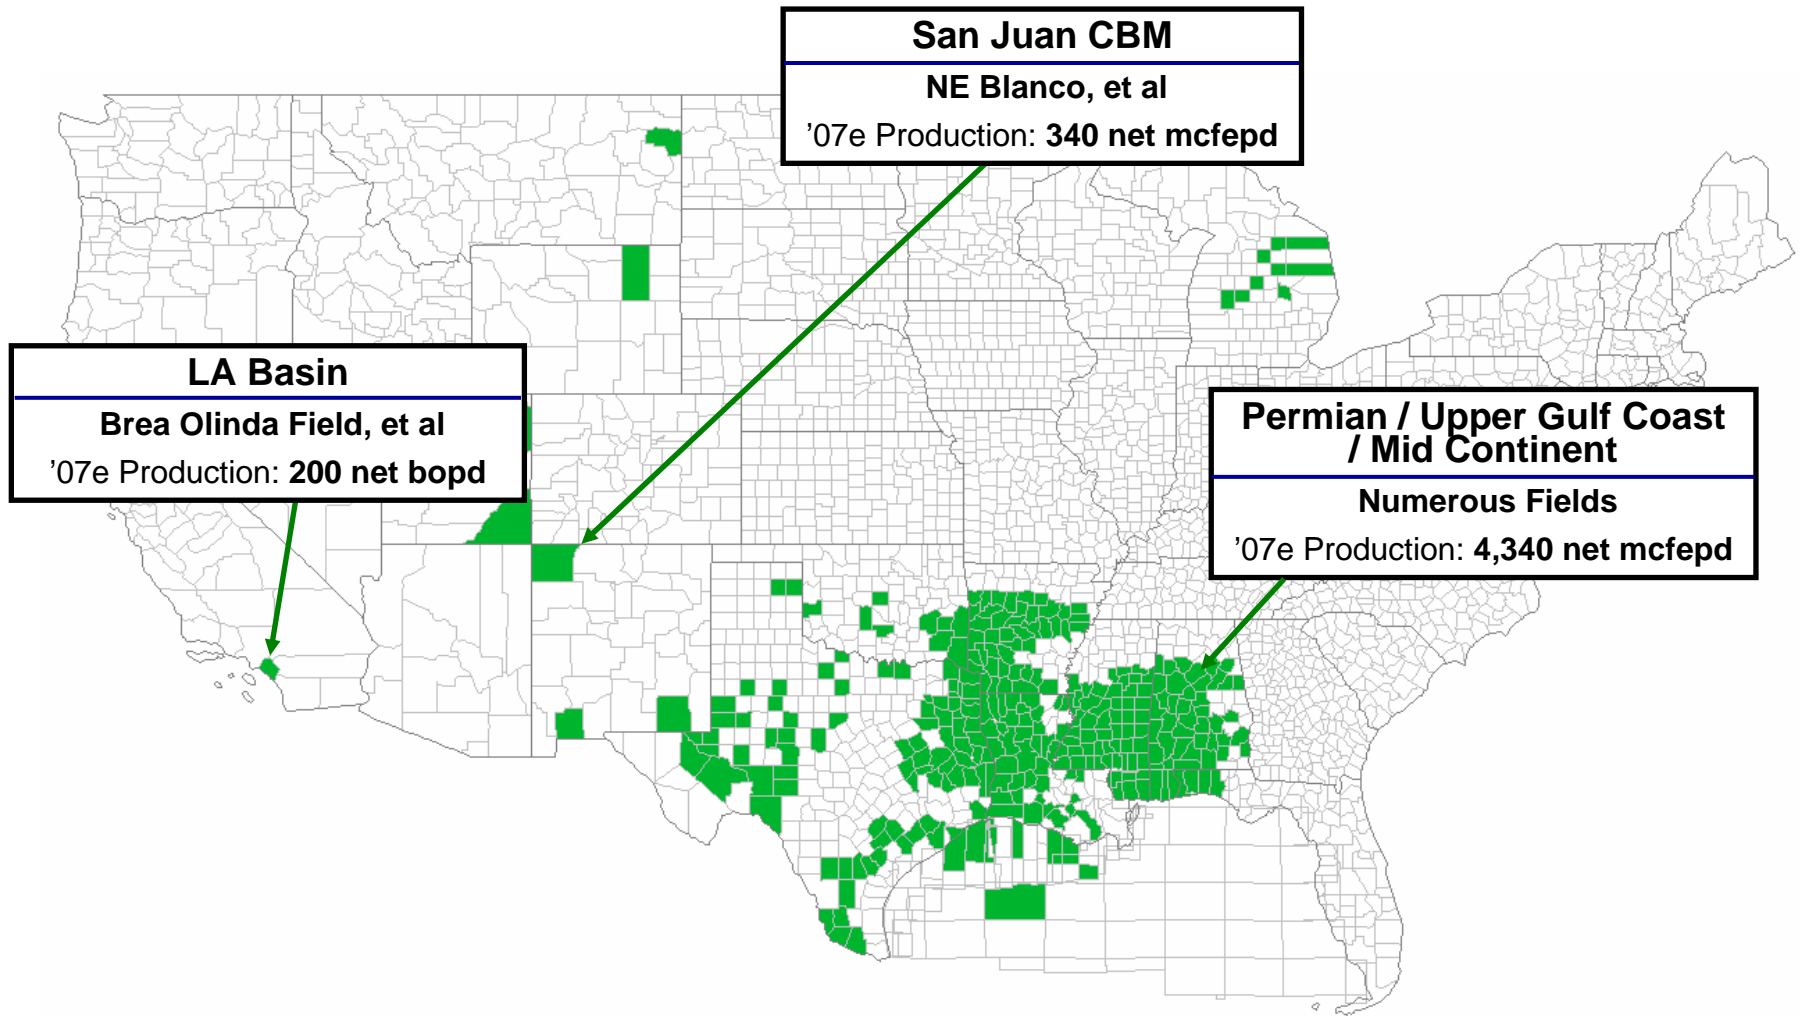 San Juan CBM
NE Blanco, et al
’07e Production: 340 net mcfepd
LA Basin
Brea Olinda Field, et al
’07e Production: 200 net bopd
Permian / Upper Gulf Coast
/ Mid Continent
Numerous Fields
’07e Production: 4,340 net mcfepd